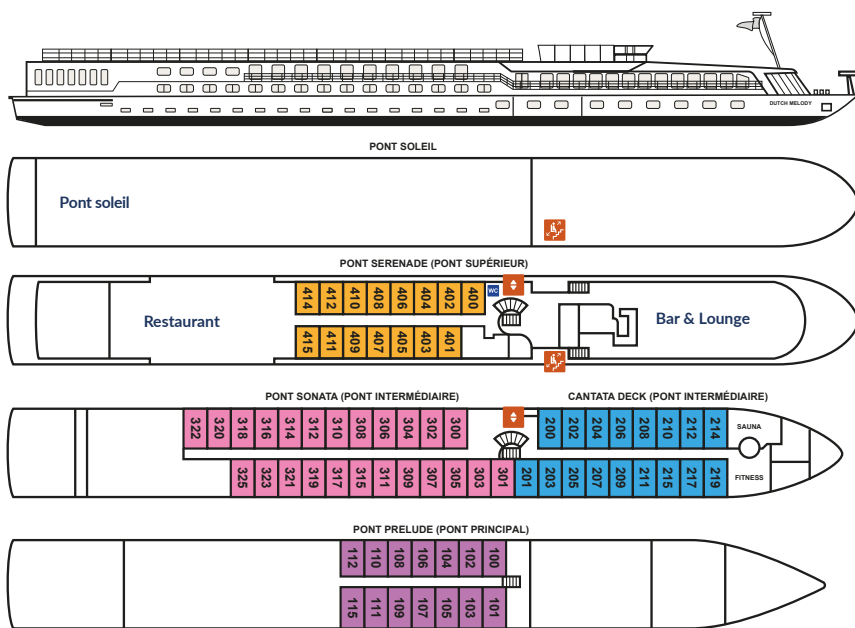 DUTCH MELODY
PONT SOLEIL
Pont soleil
PONT SERENADE (PONT SUPÉRIEUR)
414 412 410 408 406 404 402 400 WC
Restaurant
Bar & Lounge
415 411 409 407 405 403 401
PONT SONATA (PONT INTERMÉDIAIRE) CANTATA DECK (PONT INTERMÉDIAIRE)
322 320 318 316 314 312 310 308 306 304 302 300 200 202 204 206 208 210 212 214 SAUNA
325 323 321 319 317 315 311 309 307 305 303 301 201 203 205 207 209 211 215 217 219 FITNESS
PONT PRELUDE (PONT PRINCIPAL)
112 110 108 106 104 102 100
115 111 109 107 105 103 101